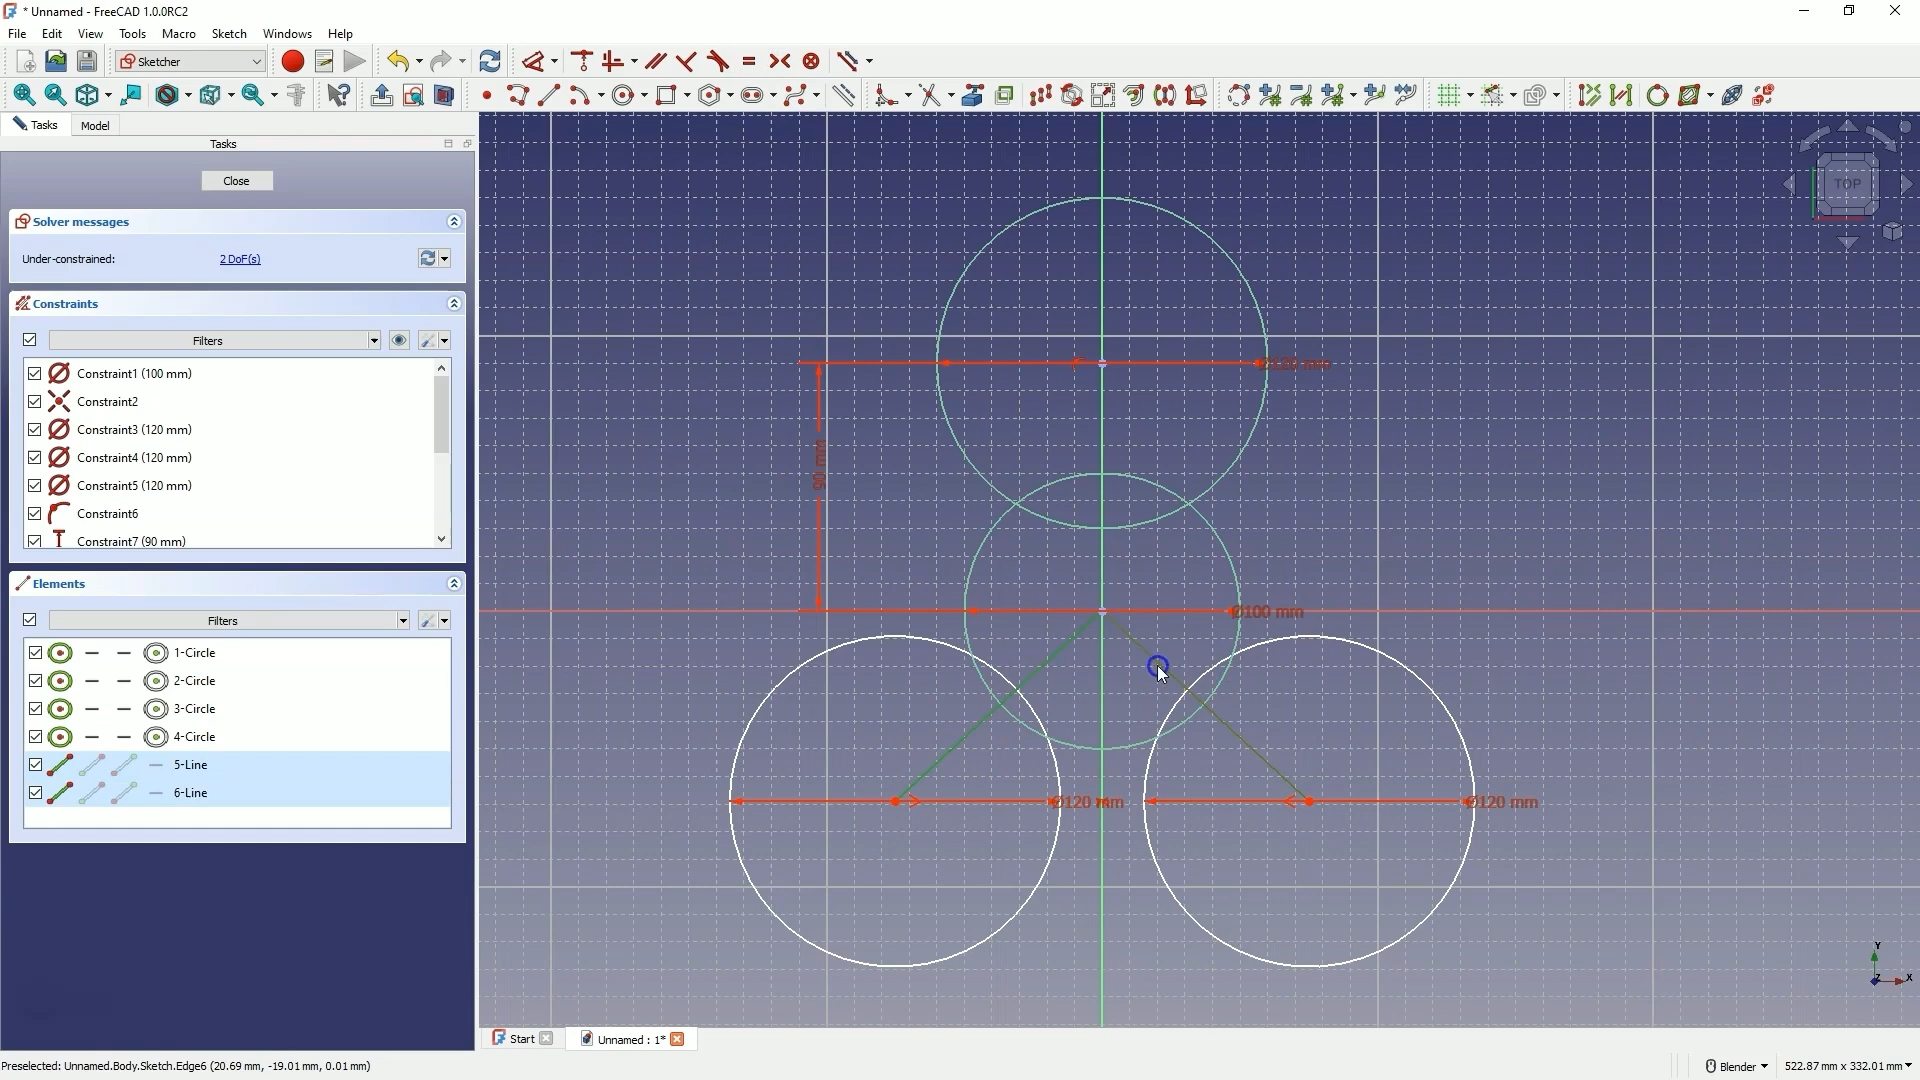 * Unnamed - FreeCAD 1.0.0RC2
File Edit View Tools Macro Sketch Windows Help
Sketcher
Tasks Model
Tasks
Close
Solver messages
Under-constrained: 2 DoF(s)
Constraints
Filters
Constraint1 (100 mm)
Constraint2
Constraint3 (120 mm)
Constraint4 (120 mm)
Constraint5 (120 mm)
Constraint6
Constraint7 (90 mm)
Elements
Filters
1-Circle
2-Circle
3-Circle
4-Circle
5-Line
6-Line
TOP
Ø120 mm
90 mm
Ø100 mm
Ø120 mm
Ø120 mm
Y
Z
X
Start Unnamed : 1*
Preselected: Unnamed.Body.Sketch.Edge6 (20.69 mm, -19.01 mm, 0.01 mm)
Blender 522.87 mm x 332.01 mm